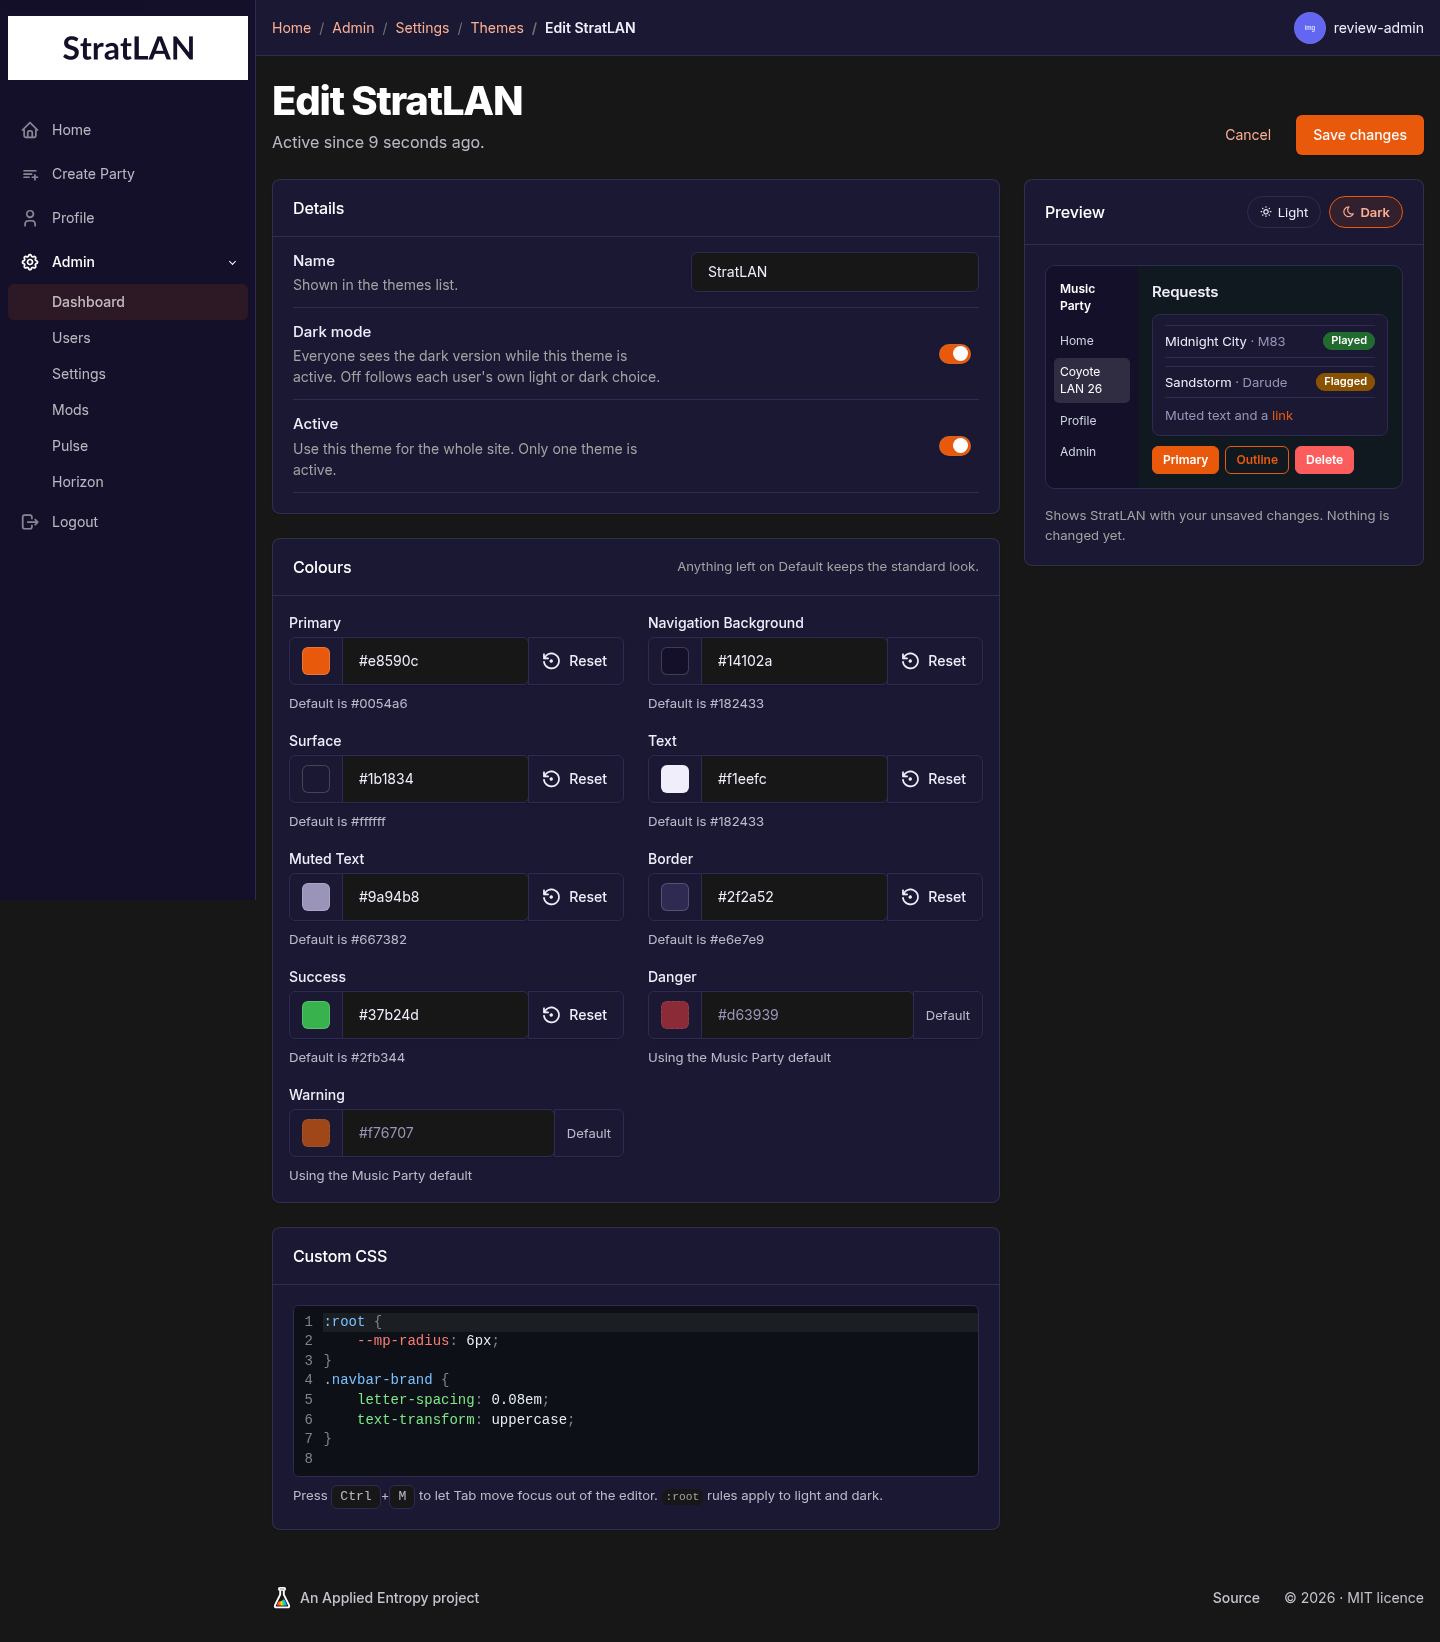 StratLAN
Home / Admin / Settings / Themes / Edit StratLAN
img
review-admin
Home
Create Party
Profile
Admin
Dashboard
Users
Settings
Mods
Pulse
Horizon
Logout
Edit StratLAN
Active since 9 seconds ago.
Cancel
Save changes
Details
Name
Shown in the themes list.
StratLAN
Dark mode
Everyone sees the dark version while this theme is
active. Off follows each user's own light or dark choice.
Active
Use this theme for the whole site. Only one theme is
active.
Preview
Light
Dark
Music
Party
Home
Coyote
LAN 26
Profile
Admin
Requests
Midnight City · M83
Played
Sandstorm · Darude
Flagged
Muted text and a link
Primary
Outline
Delete
Shows StratLAN with your unsaved changes. Nothing is
changed yet.
Colours
Anything left on Default keeps the standard look.
Primary
#e8590c
Reset
Default is #0054a6
Navigation Background
#14102a
Reset
Default is #182433
Surface
#1b1834
Reset
Default is #ffffff
Text
#f1eefc
Reset
Default is #182433
Muted Text
#9a94b8
Reset
Default is #667382
Border
#2f2a52
Reset
Default is #e6e7e9
Success
#37b24d
Reset
Default is #2fb344
Danger
#d63939
Default
Using the Music Party default
Warning
#f76707
Default
Using the Music Party default
Custom CSS
1 :root {
2     --mp-radius: 6px;
3 }
4 .navbar-brand {
5     letter-spacing: 0.08em;
6     text-transform: uppercase;
7 }
8
Press Ctrl+M to let Tab move focus out of the editor. :root rules apply to light and dark.
An Applied Entropy project
Source
© 2026 · MIT licence